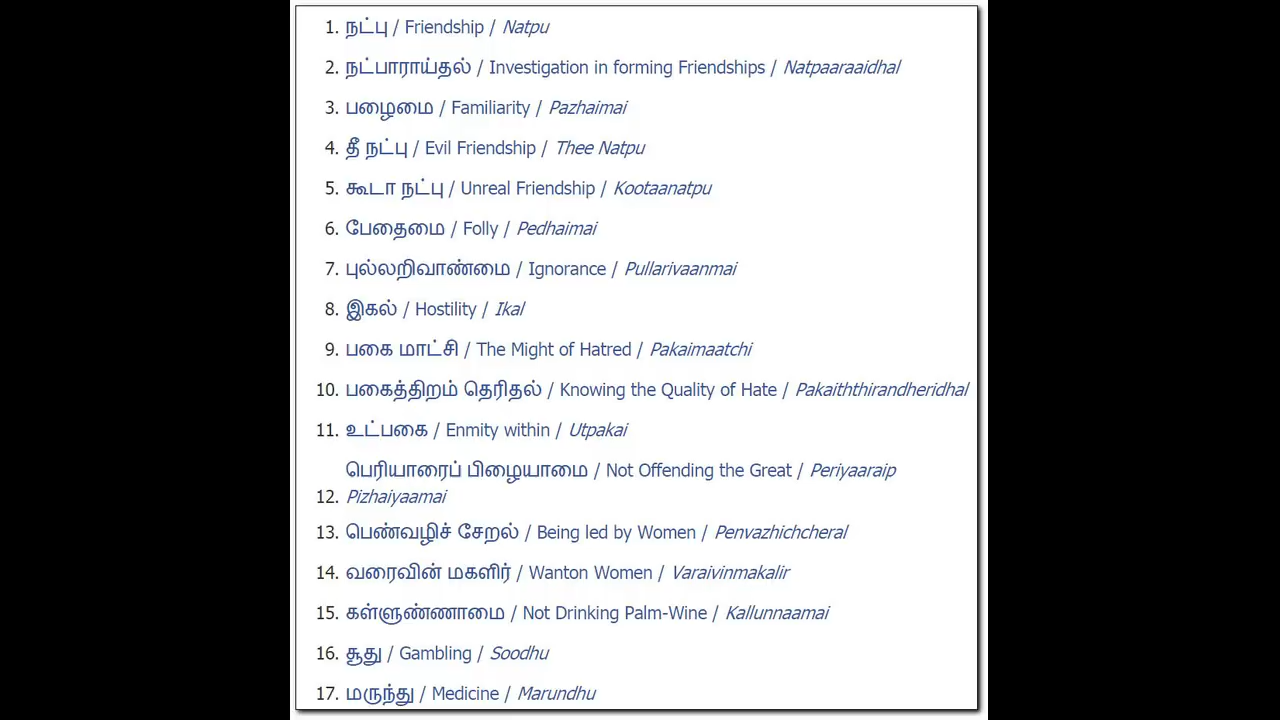 1. நட்பு / Friendship / Natpu
2. நட்பாராய்தல் / Investigation in forming Friendships / Natpaaraaidhal
3. பழைமை / Familiarity / Pazhaimai
4. தீ நட்பு / Evil Friendship / Thee Natpu
5. கூடா நட்பு / Unreal Friendship / Kootaanatpu
6. பேதைமை / Folly / Pedhaimai
7. புல்லறிவாண்மை / Ignorance / Pullarivaanmai
8. இகல் / Hostility / Ikal
9. பகை மாட்சி / The Might of Hatred / Pakaimaatchi
10. பகைத்திறம் தெரிதல் / Knowing the Quality of Hate / Pakaiththirandheridhal
11. உட்பகை / Enmity within / Utpakai
பெரியாரைப் பிழையாமை / Not Offending the Great / Periyaaraip
12. Pizhaiyaamai
13. பெண்வழிச் சேறல் / Being led by Women / Penvazhichcheral
14. வரைவின் மகளிர் / Wanton Women / Varaivinmakalir
15. கள்ளுண்ணாமை / Not Drinking Palm-Wine / Kallunnaamai
16. சூது / Gambling / Soodhu
17. மருந்து / Medicine / Marundhu